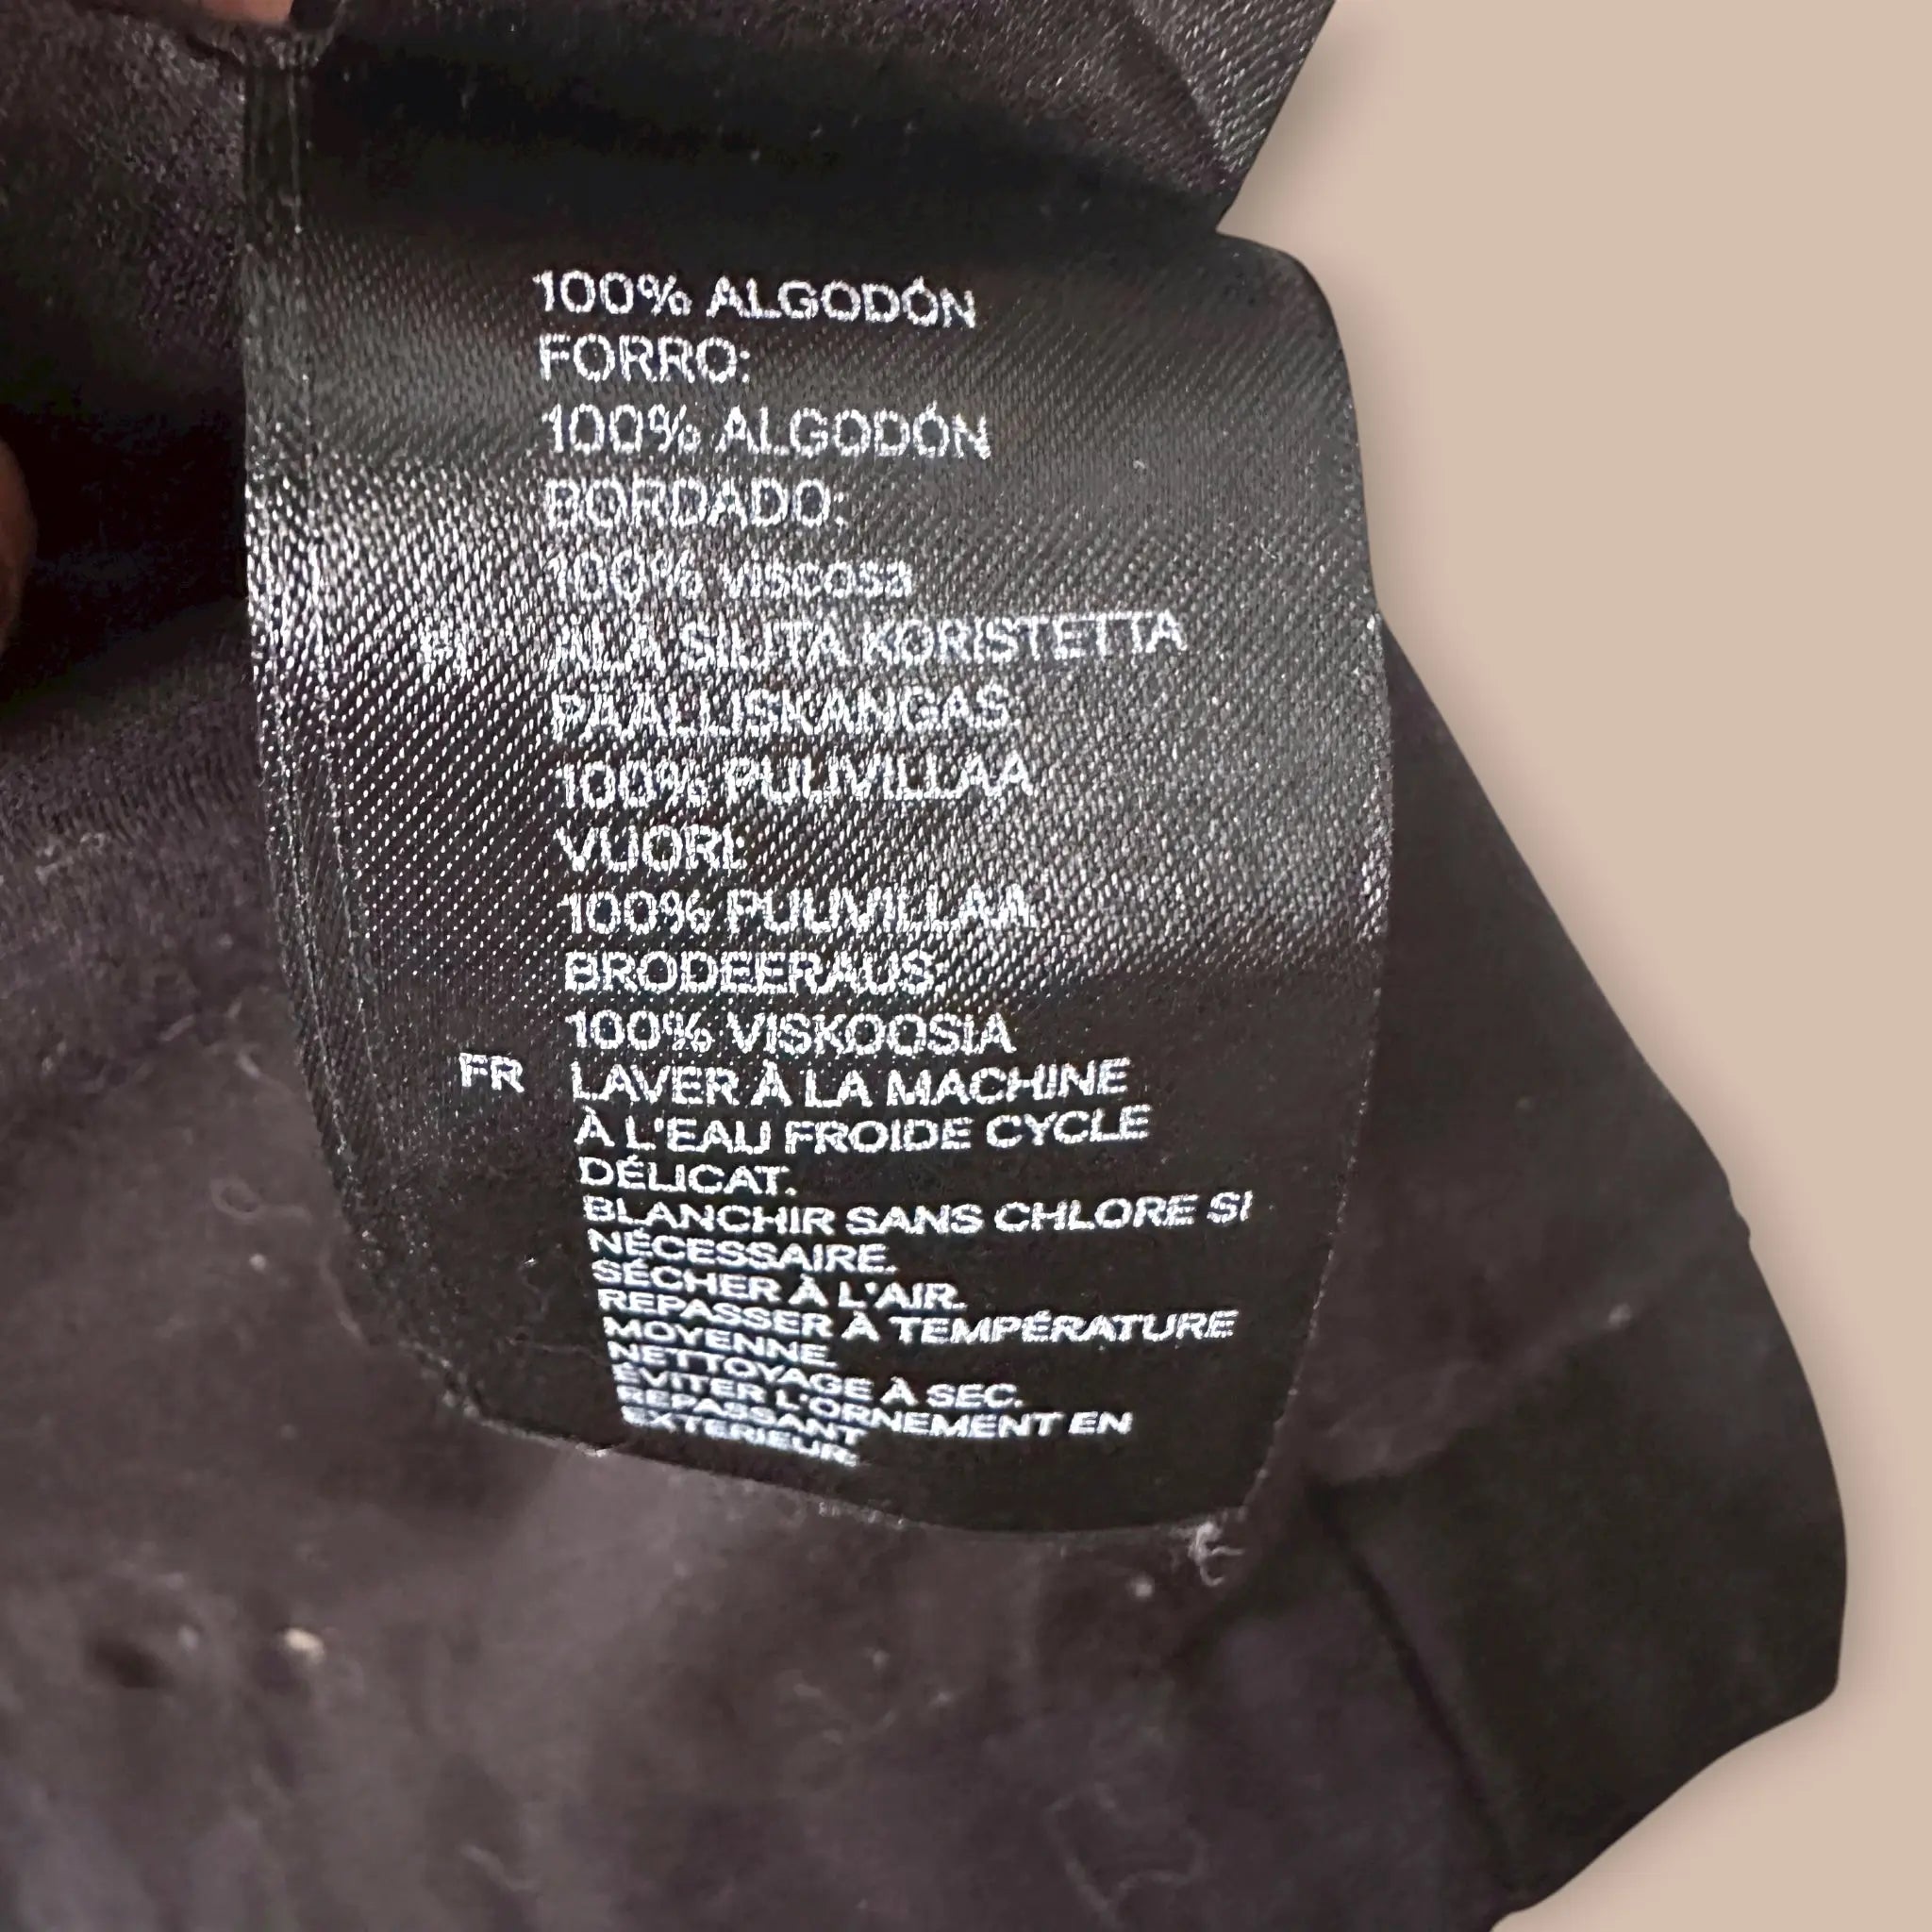 100% ALGODÓN
FORRO:
100% ALGODÓN
BORDADO:
100% viscosa
FI ÄLÄ SILITÄ KORISTETTA
PÄÄLLISKANGAS:
100% PUUVILLAA
VUORI:
100% PUUVILLAA
BRODEERAUS:
100% VISKOOSIA
FR LAVER À LA MACHINE
À L'EAU FROIDE CYCLE
DÉLICAT.
BLANCHIR SANS CHLORE SI
NÉCESSAIRE.
SÉCHER À L'AIR.
REPASSER À TEMPÉRATURE
MOYENNE.
NETTOYAGE À SEC.
ÉVITER L'ORNEMENT EN
REPASSANT
EXTERIEUR: